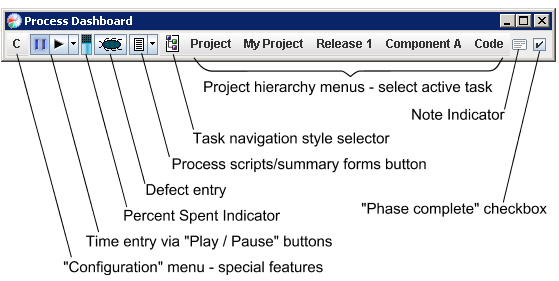 Process Dashboard
C Project My Project Release 1 Component A Code
Project hierarchy menus - select active task
Note Indicator
Task navigation style selector
Process scripts/summary forms button
Defect entry
"Phase complete" checkbox
Percent Spent Indicator
Time entry via "Play / Pause" buttons
"Configuration" menu - special features